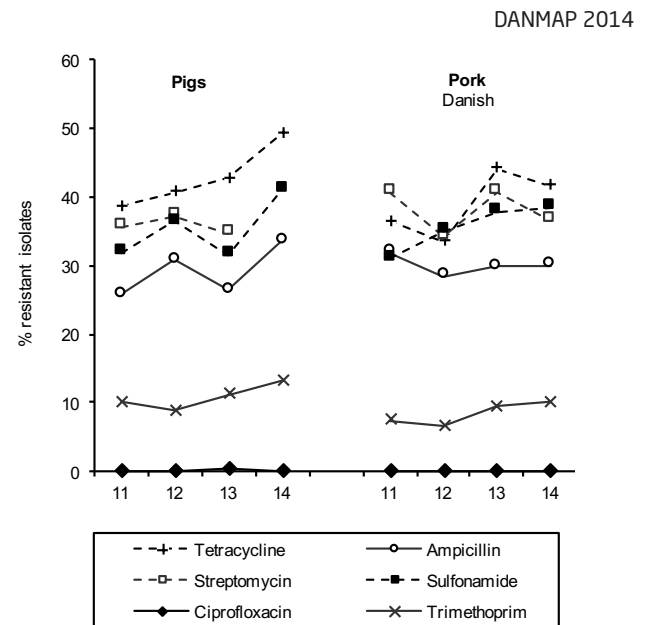 DANMAP 2014
60
50
40
30
20
10
0
% resistant isolates
Pigs
Pork
Danish
11 12 13 14 11 12 13 14
Tetracycline Ampicillin
Streptomycin Sulfonamide
Ciprofloxacin Trimethoprim